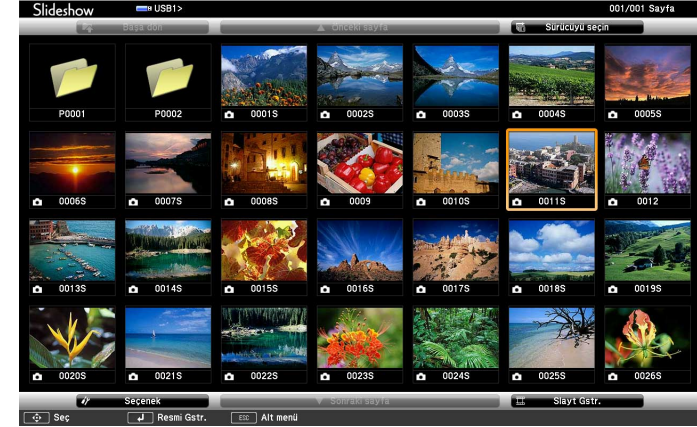 Slideshow USB1> 001/001 Sayfa
Başa dön Önceki sayfa Sürücüyü seçin
P0001 P0002 0001S 0002S 0003S 0004S 0005S
0006S 0007S 0008S 0009 0010S 0011S 0012
0013S 0014S 0015S 0016S 0017S 0018S 0019S
0020S 0021S 0022S 0023S 0024S 0025S 0026S
Seçenek Sonraki sayfa Slayt Gstr.
Seç Resmi Gstr. ESC Alt menü